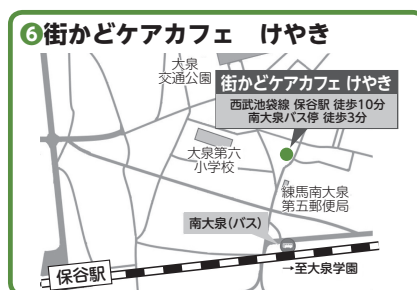 ❻街かどケアカフェ　けやき
大泉
交通公園
街かどケアカフェ けやき
西武池袋線 保谷駅 徒歩10分
南大泉バス停 徒歩3分
大泉第六
小学校
練馬南大泉
第五郵便局
南大泉（バス）
保谷駅
→至大泉学園